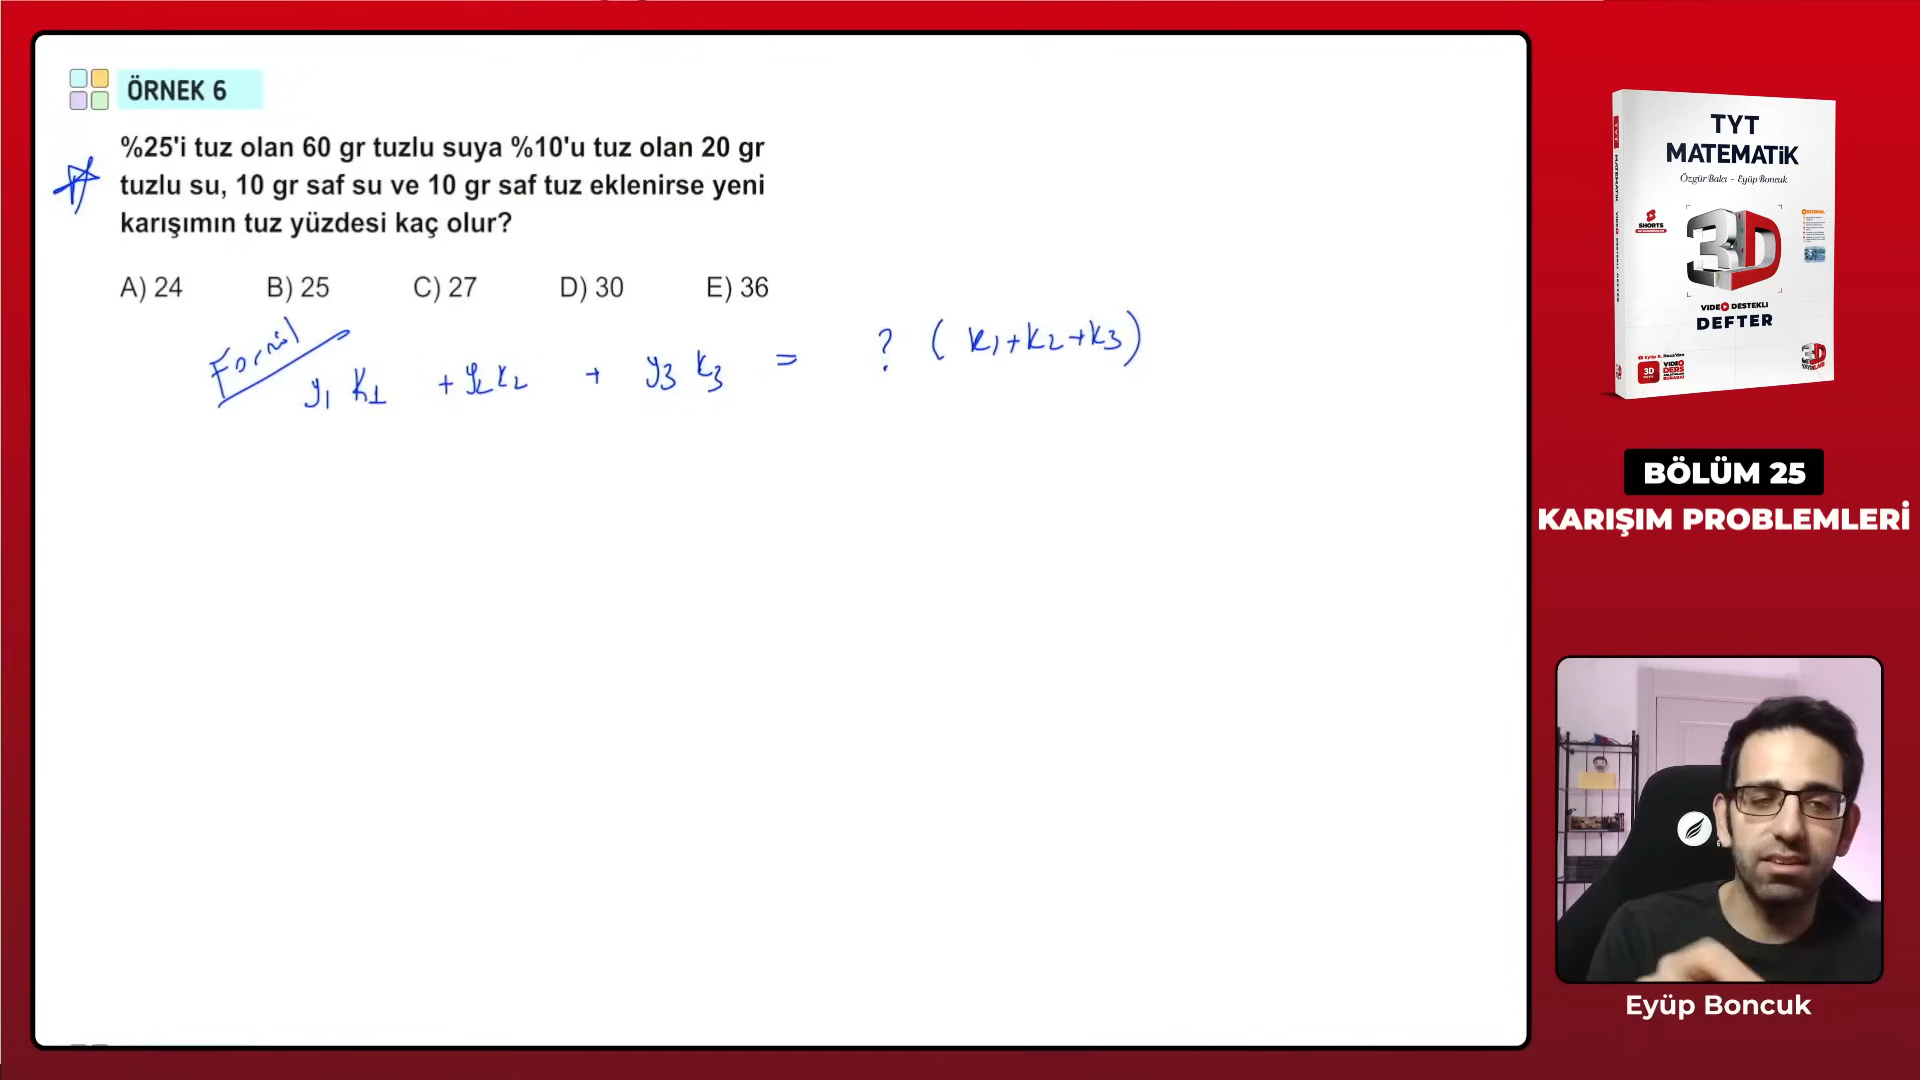 ÖRNEK 6
%25'i tuz olan 60 gr tuzlu suya %10'u tuz olan 20 gr
tuzlu su, 10 gr saf su ve 10 gr saf tuz eklenirse yeni
karışımın tuz yüzdesi kaç olur?
A) 24 B) 25 C) 27 D) 30 E) 36
Formül
y1 K1 + y2 K2 + y3 K3 = ? (K1+K2+K3)
TYT
MATEMATİK
Özgür Balcı - Eyüp Boncuk
SHORTS
3D
VIDEO DESTEKLİ
DEFTER
BÖLÜM 25
KARIŞIM PROBLEMLERİ
Eyüp Boncuk